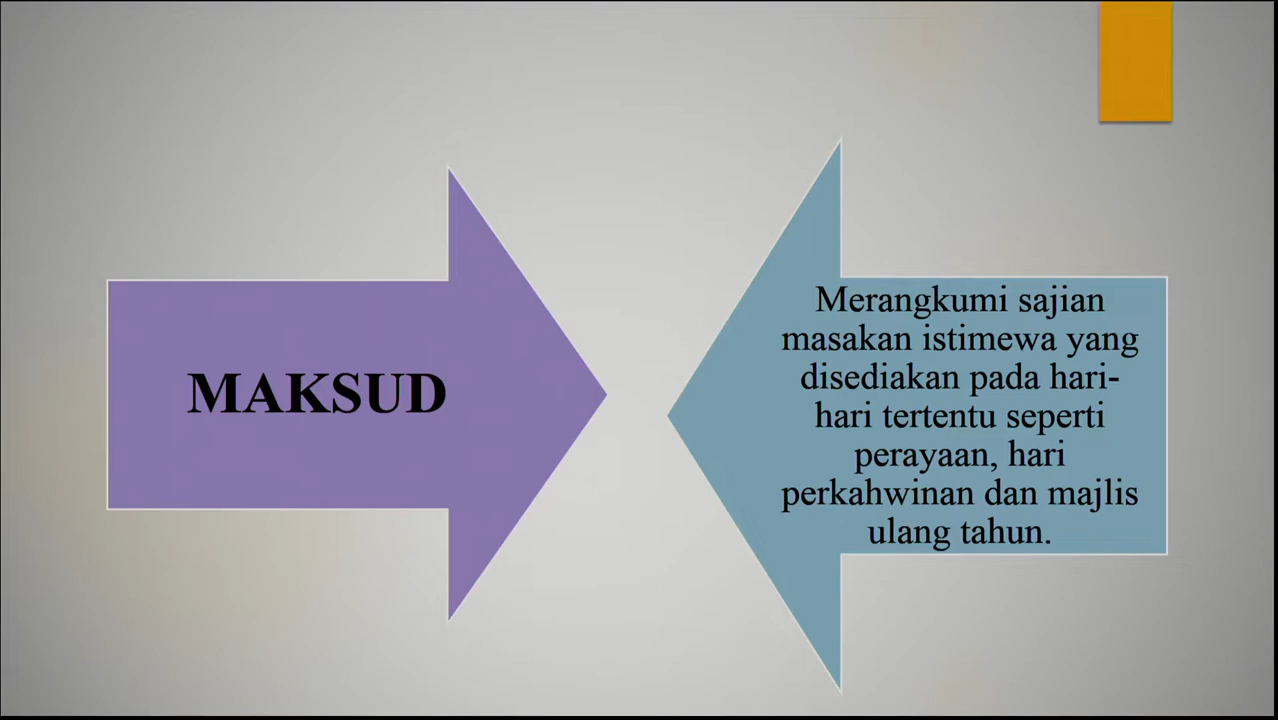 MAKSUD
Merangkumi sajian
masakan istimewa yang
disediakan pada hari-
hari tertentu seperti
perayaan, hari
perkahwinan dan majlis
ulang tahun.